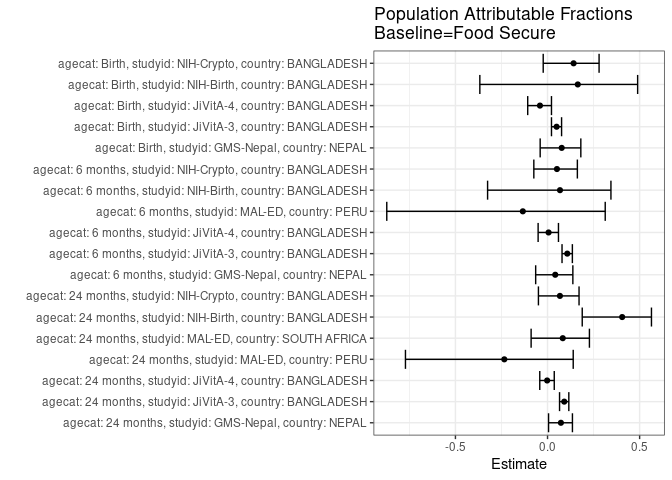 Population Attributable Fractions
Baseline=Food Secure
agecat: Birth, studyid: NIH-Crypto, country: BANGLADESH
agecat: Birth, studyid: NIH-Birth, country: BANGLADESH
agecat: Birth, studyid: JiVitA-4, country: BANGLADESH
agecat: Birth, studyid: JiVitA-3, country: BANGLADESH
agecat: Birth, studyid: GMS-Nepal, country: NEPAL
agecat: 6 months, studyid: NIH-Crypto, country: BANGLADESH
agecat: 6 months, studyid: NIH-Birth, country: BANGLADESH
agecat: 6 months, studyid: MAL-ED, country: PERU
agecat: 6 months, studyid: JiVitA-4, country: BANGLADESH
agecat: 6 months, studyid: JiVitA-3, country: BANGLADESH
agecat: 6 months, studyid: GMS-Nepal, country: NEPAL
agecat: 24 months, studyid: NIH-Crypto, country: BANGLADESH
agecat: 24 months, studyid: NIH-Birth, country: BANGLADESH
agecat: 24 months, studyid: MAL-ED, country: SOUTH AFRICA
agecat: 24 months, studyid: MAL-ED, country: PERU
agecat: 24 months, studyid: JiVitA-4, country: BANGLADESH
agecat: 24 months, studyid: JiVitA-3, country: BANGLADESH
agecat: 24 months, studyid: GMS-Nepal, country: NEPAL
-0.5 0.0 0.5
Estimate